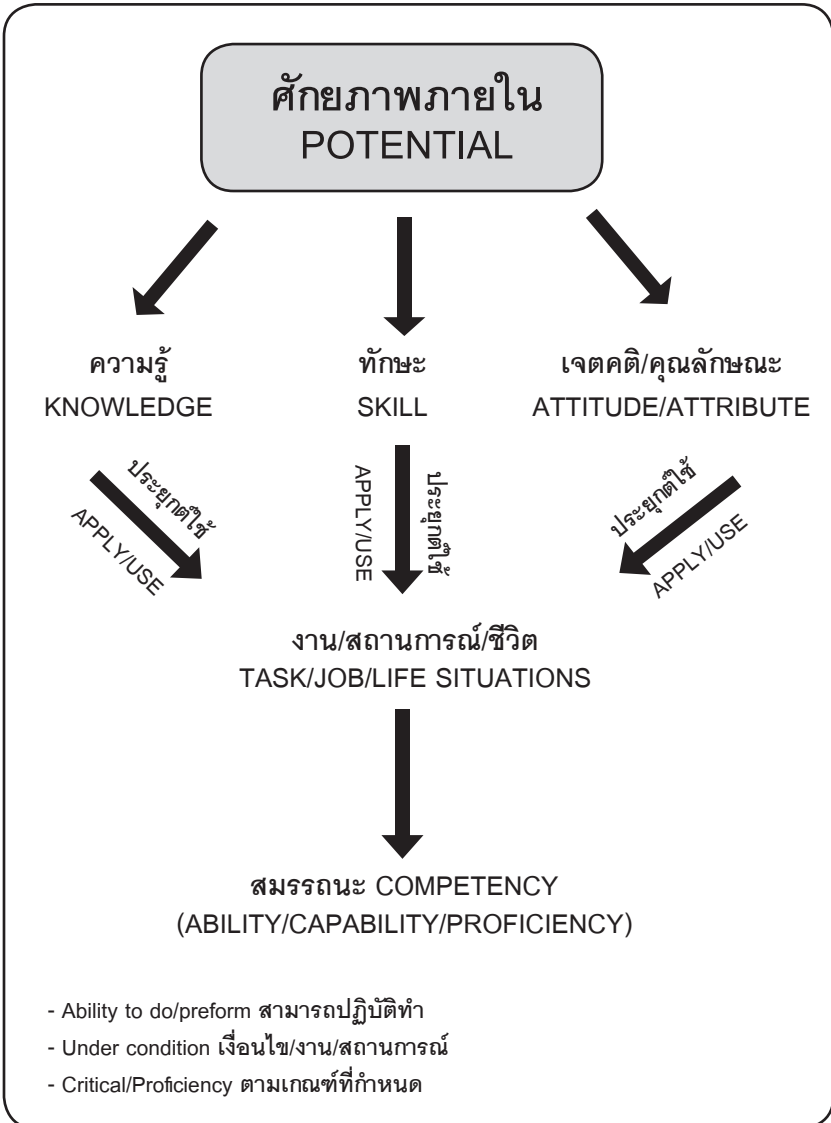 ศักยภาพภายใน
POTENTIAL
ความรู้
KNOWLEDGE
ทักษะ
SKILL
เจตคติ/คุณลักษณะ
ATTITUDE/ATTRIBUTE
ประยุกต์ใช้
APPLY/USE
ประยุกต์ใช้
APPLY/USE
ประยุกต์ใช้
APPLY/USE
งาน/สถานการณ์/ชีวิต
TASK/JOB/LIFE SITUATIONS
สมรรถนะ COMPETENCY
(ABILITY/CAPABILITY/PROFICIENCY)
- Ability to do/preform สามารถปฏิบัติทำ
- Under condition เงื่อนไข/งาน/สถานการณ์
- Critical/Proficiency ตามเกณฑ์ที่กำหนด